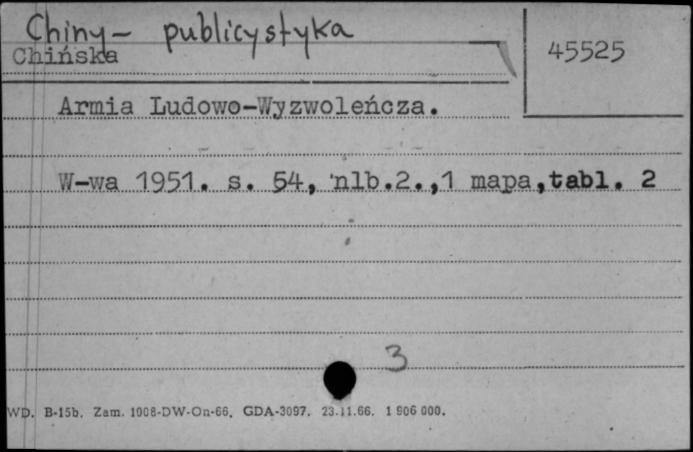 Chiny - publicystyka
Chińska
45525
Armia Ludowo-Wyzwoleńcza.
W-wa 1951. s. 54, nlb.2.,1 mapa,tabl. 2
3
WD. B-15b. Zam. 1908-DW-On-66. GDA-3097. 23.11.66. 1 906 000.